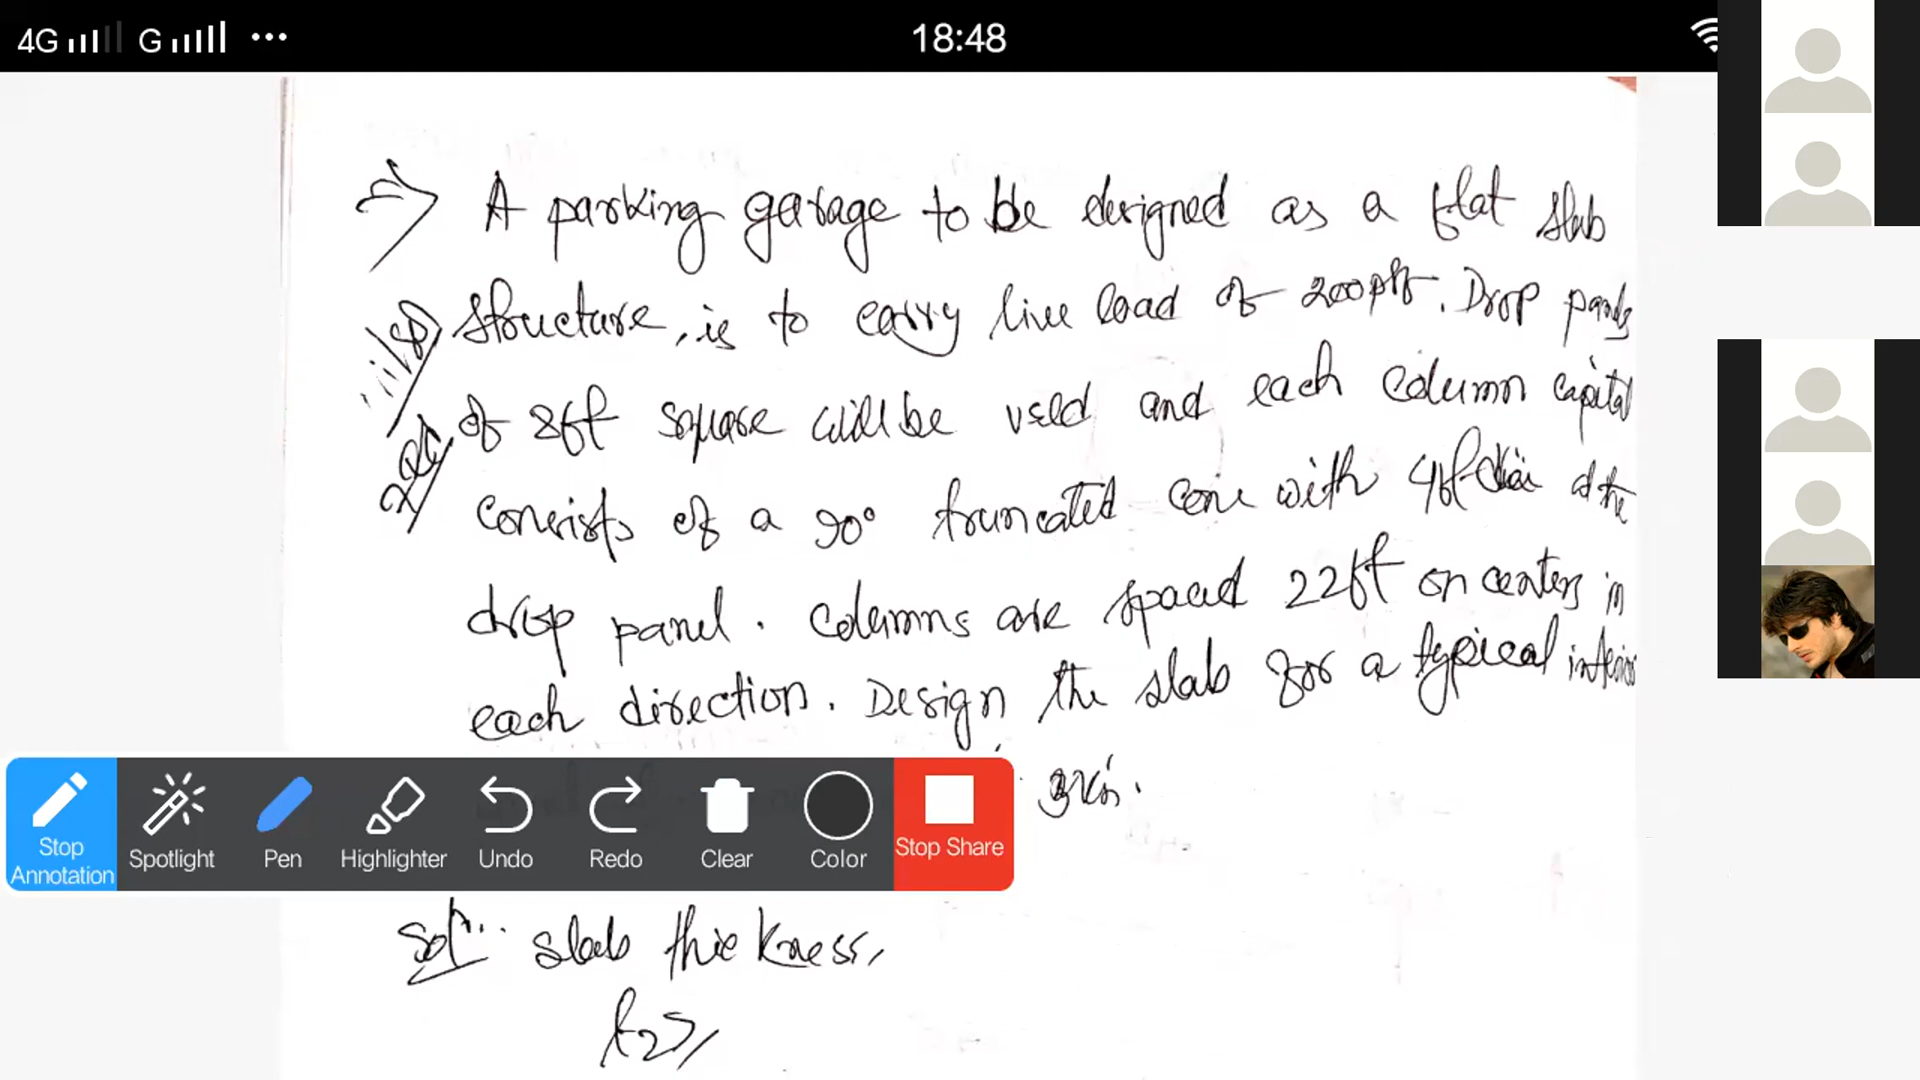 4G G ... 18:48
A parking garage to be designed as a flat slab
structure, is to carry live load of 200psf. Drop panels
of 8ft square will be used and each column capital
consists of a 90° truncated cone with 4ft dia at the
drop panel. Columns are spaced 22ft on centers in
each direction. Design the slab for a typical interior
Stop Annotation Spotlight Pen Highlighter Undo Redo Clear Color Stop Share
Soln: slab thickness,